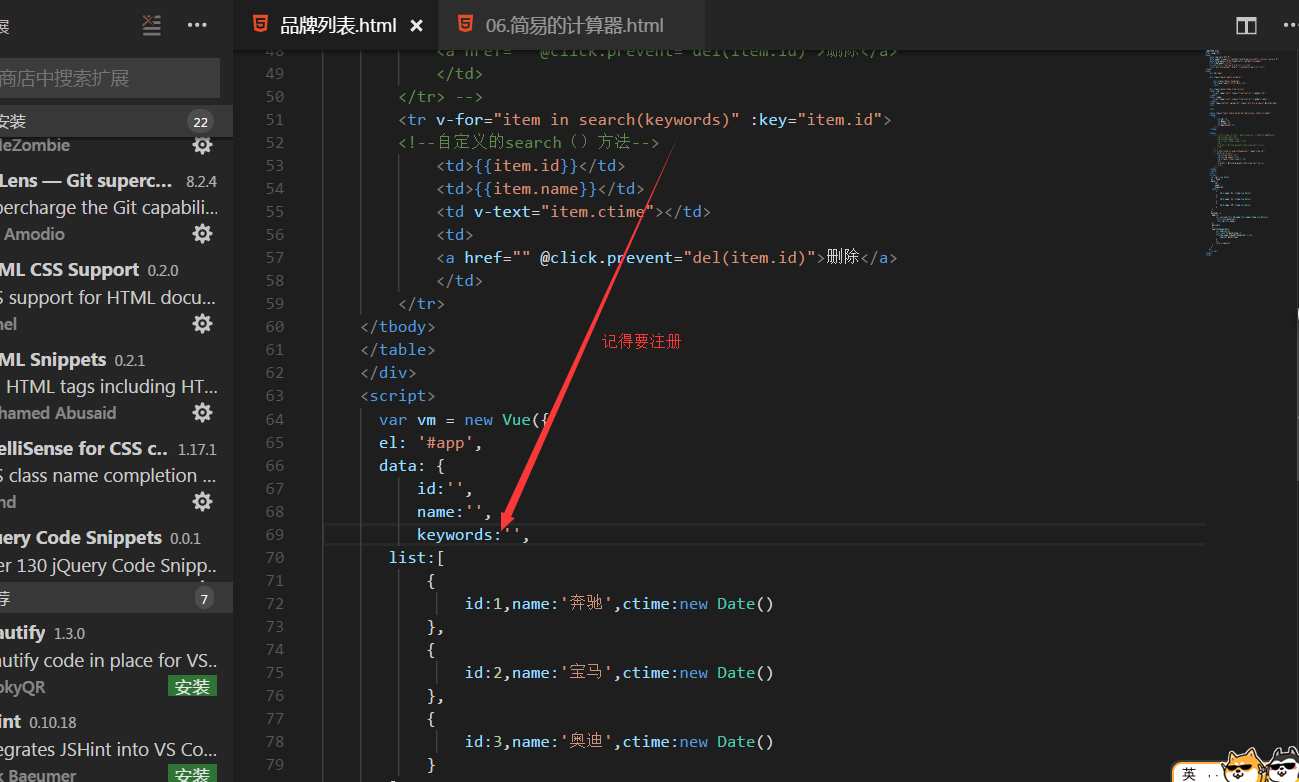 展
品牌列表.html
06.简易的计算器.html
商店中搜索扩展
安装
22
leZombie
Lens — Git superc... 8.2.4
percharge the Git capabili...
Amodio
ML CSS Support 0.2.0
S support for HTML docu...
nel
ML Snippets 0.2.1
HTML tags including HT...
hamed Abusaid
elliSense for CSS c.. 1.17.1
S class name completion ...
nd
uery Code Snippets 0.0.1
er 130 jQuery Code Snipp..
荐
7
autify 1.3.0
autify code in place for VS..
okyQR
安装
int 0.10.18
egrates JSHint into VS Co...
k Baeumer
安装
48 <a href="" @click.prevent="del(item.id)">删除</a>
49 </td>
50 </tr> -->
51 <tr v-for="item in search(keywords)" :key="item.id">
52 <!--自定义的search（）方法-->
53 <td>{{item.id}}</td>
54 <td>{{item.name}}</td>
55 <td v-text="item.ctime"></td>
56 <td>
57 <a href="" @click.prevent="del(item.id)">删除</a>
58 </td>
59 </tr>
60 </tbody>
61 </table>
记得要注册
62 </div>
63 <script>
64 var vm = new Vue({
65 el: '#app',
66 data: {
67 id:'',
68 name:'',
69 keywords:'',
70 list:[
71 {
72 id:1,name:'奔驰',ctime:new Date()
73 },
74 {
75 id:2,name:'宝马',ctime:new Date()
76 },
77 {
78 id:3,name:'奥迪',ctime:new Date()
79 }
英